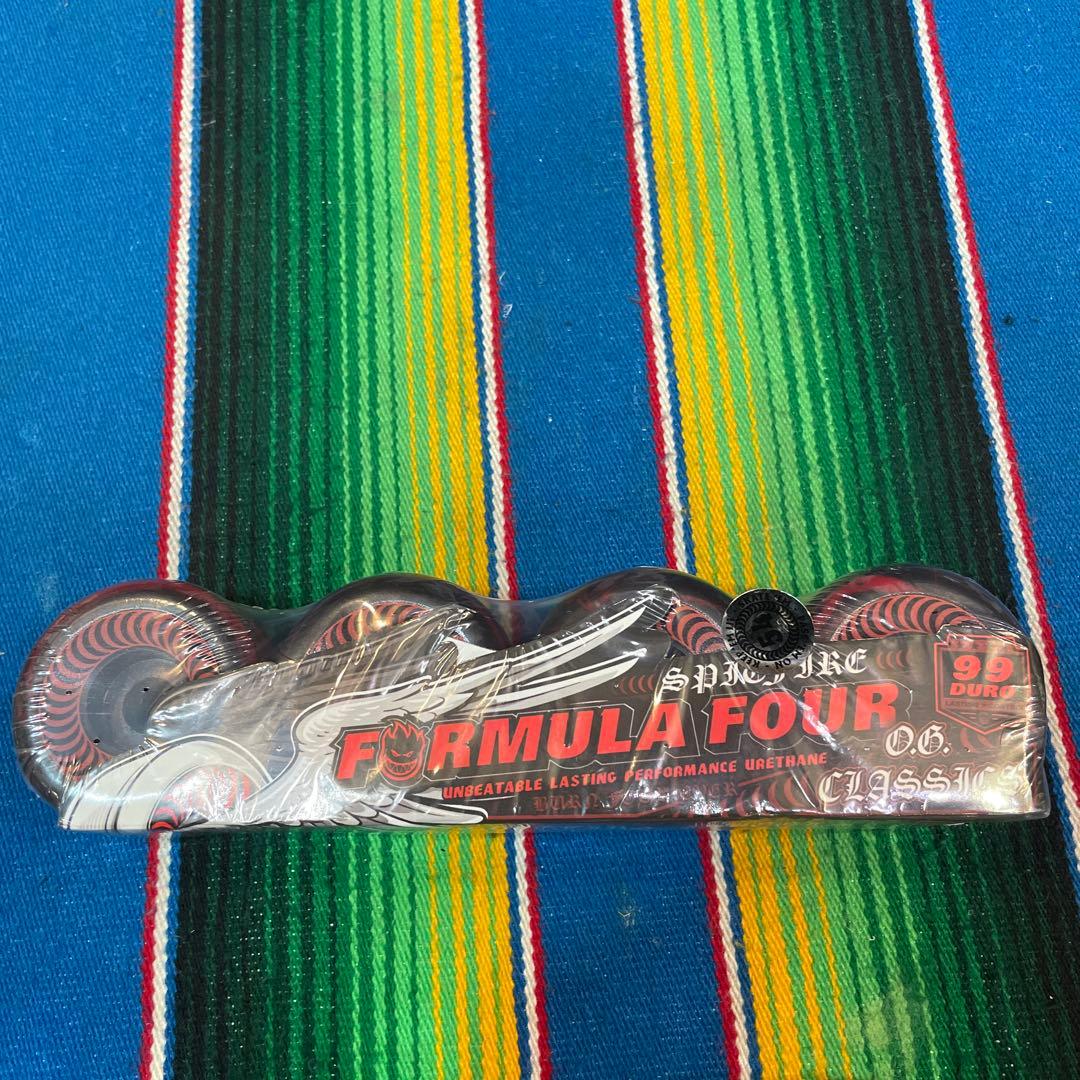 SPITFIRE
99
DURO
FORMULA FOUR
O.G.
UNBEATABLE LASTING PERFORMANCE URETHANE
CLASSICS